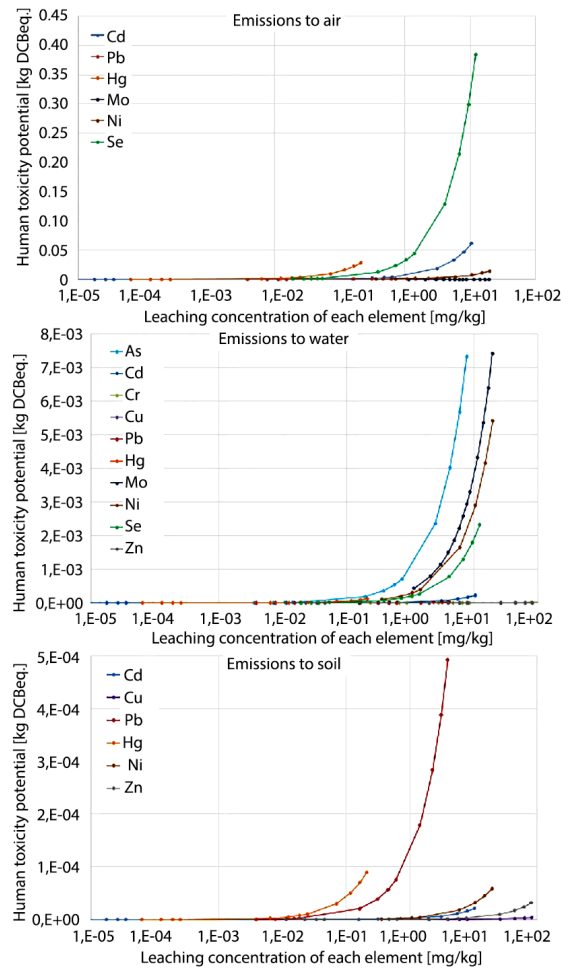 Emissions to air
Human toxicity potential [kg DCBeq.]
0.45
0.40
0.35
0.30
0.25
0.20
0.15
0.10
0.05
0
Cd
Pb
Hg
Mo
Ni
Se
1,E-05 1,E-04 1,E-03 1,E-02 1,E-01 1,E+00 1,E+01 1,E+02
Leaching concentration of each element [mg/kg]
Emissions to water
Human toxicity potential [kg DCBeq.]
8,E-03
7,E-03
6,E-03
5,E-03
4,E-03
3,E-03
2,E-03
1,E-03
0,E+00
As
Cd
Cr
Cu
Pb
Hg
Mo
Ni
Se
Zn
1,E-05 1,E-04 1,E-03 1,E-02 1,E-01 1,E+00 1,E+01 1,E+02
Leaching concentration of each element [mg/kg]
Emissions to soil
Human toxicity potential [kg DCBeq.]
5,E-04
4,E-04
3,E-04
2,E-04
1,E-04
0,E+00
Cd
Cu
Pb
Hg
Ni
Zn
1,E-05 1,E-04 1,E-03 1,E-02 1,E-01 1,E+00 1,E+01 1,E+02
Leaching concentration of each element [mg/kg]